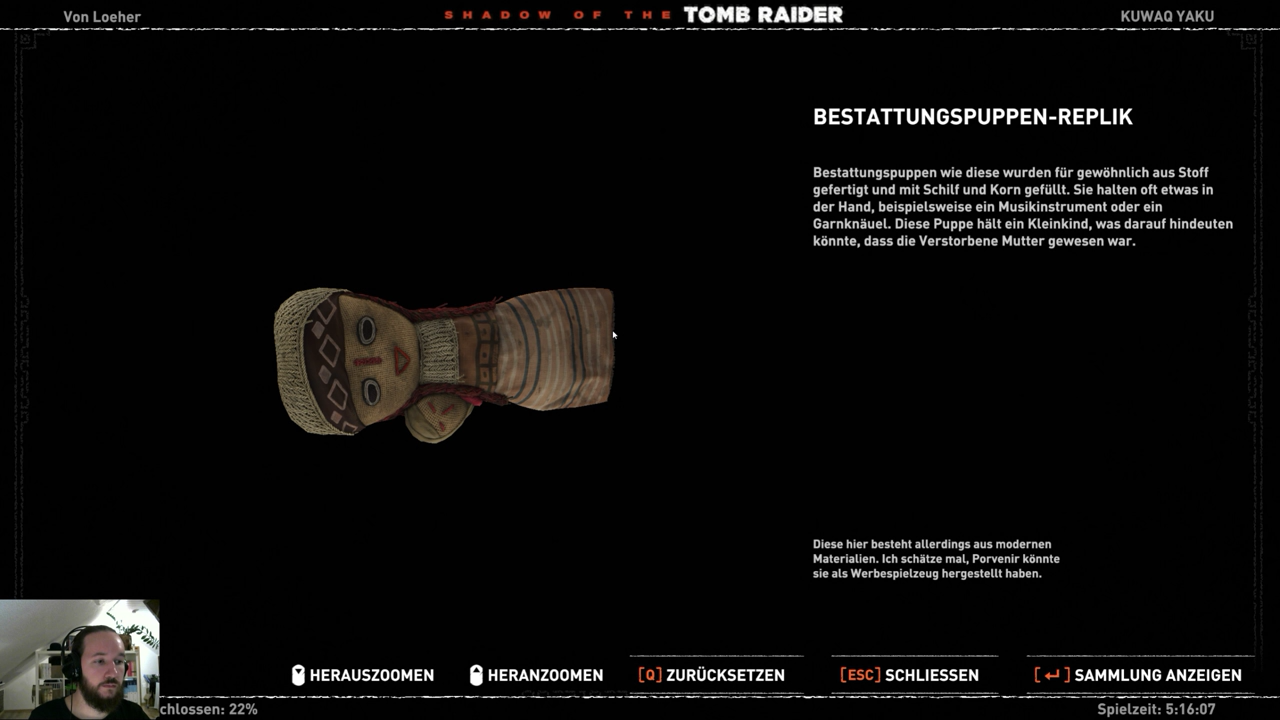 Von Loeher
SHADOW OF THE TOMB RAIDER
KUWAQ YAKU
BESTATTUNGSPUPPEN-REPLIK
Bestattungspuppen wie diese wurden für gewöhnlich aus Stoff
gefertigt und mit Schilf und Korn gefüllt. Sie halten oft etwas in
der Hand, beispielsweise ein Musikinstrument oder ein
Garnknäuel. Diese Puppe hält ein Kleinkind, was darauf hindeuten
könnte, dass die Verstorbene Mutter gewesen war.
Diese hier besteht allerdings aus modernen
Materialien. Ich schätze mal, Porvenir könnte
sie als Werbespielzeug hergestellt haben.
HERAUSZOOMEN
HERANZOOMEN
[Q] ZURÜCKSETZEN
[ESC] SCHLIESSEN
[↵] SAMMLUNG ANZEIGEN
chlossen: 22%
Spielzeit: 5:16:07